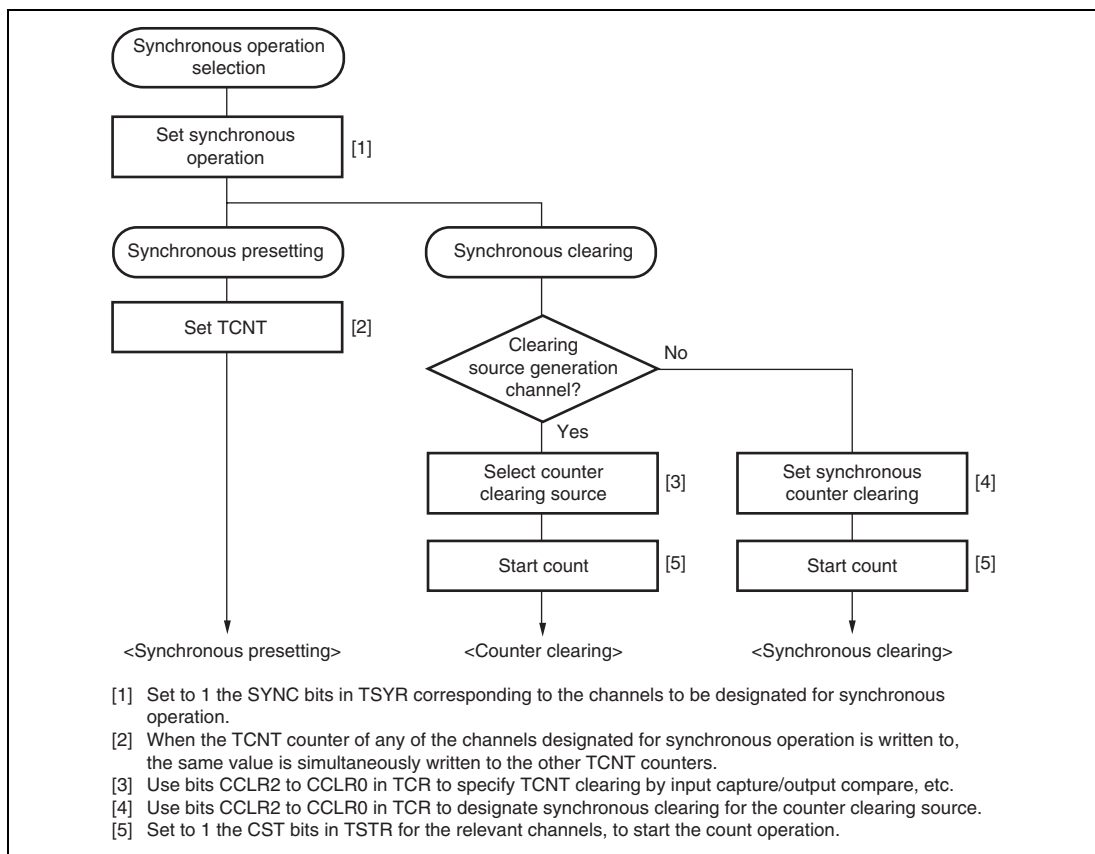 Synchronous operation
selection
Set synchronous
operation
[1]
Synchronous presetting
Synchronous clearing
Set TCNT
[2]
Clearing
source generation
channel?
No
Yes
Select counter
clearing source
[3]
Set synchronous
counter clearing
[4]
Start count
[5]
Start count
[5]
<Synchronous presetting>
<Counter clearing>
<Synchronous clearing>
[1] Set to 1 the SYNC bits in TSYR corresponding to the channels to be designated for synchronous
operation.
[2] When the TCNT counter of any of the channels designated for synchronous operation is written to,
the same value is simultaneously written to the other TCNT counters.
[3] Use bits CCLR2 to CCLR0 in TCR to specify TCNT clearing by input capture/output compare, etc.
[4] Use bits CCLR2 to CCLR0 in TCR to designate synchronous clearing for the counter clearing source.
[5] Set to 1 the CST bits in TSTR for the relevant channels, to start the count operation.